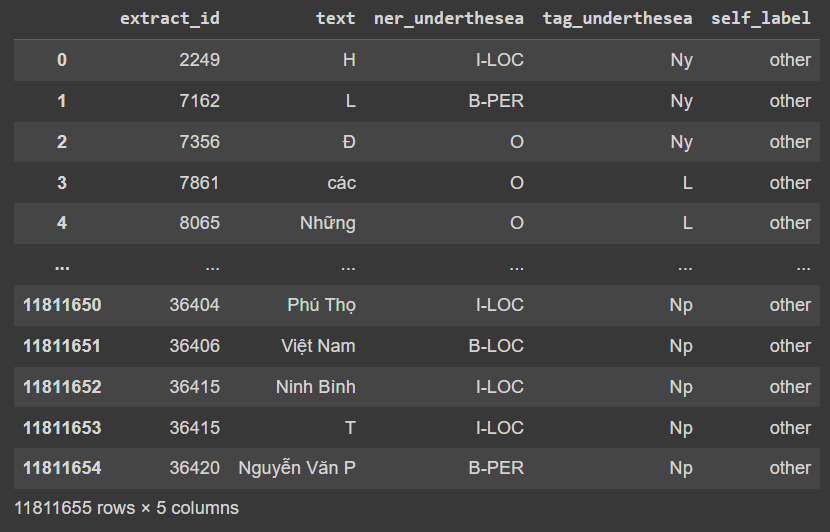 extract_id text ner_underthesea tag_underthesea self_label
0 2249 H I-LOC Ny other
1 7162 L B-PER Ny other
2 7356 Đ O Ny other
3 7861 các O L other
4 8065 Những O L other
... ... ... ... ... ...
11811650 36404 Phú Thọ I-LOC Np other
11811651 36406 Việt Nam B-LOC Np other
11811652 36415 Ninh Bình I-LOC Np other
11811653 36415 T I-LOC Np other
11811654 36420 Nguyễn Văn P B-PER Np other
11811655 rows × 5 columns